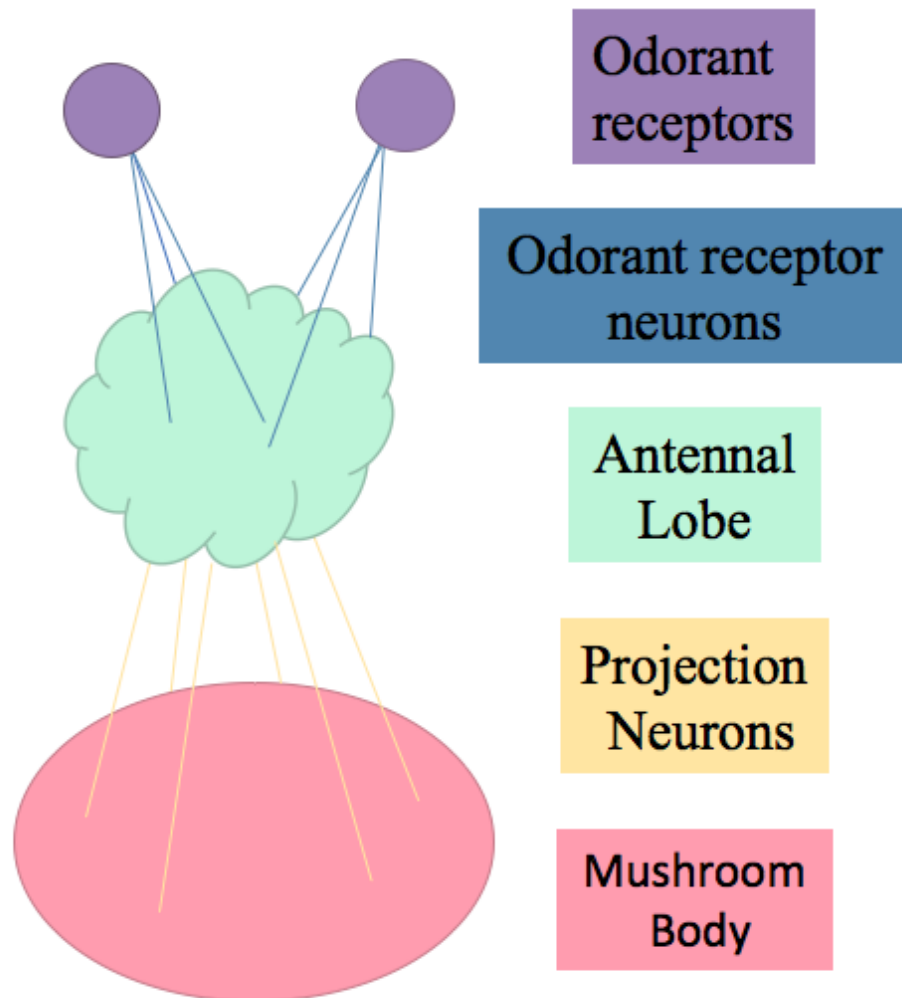 Odorant
receptors
Odorant receptor
neurons
Antennal
Lobe
Projection
Neurons
Mushroom
Body